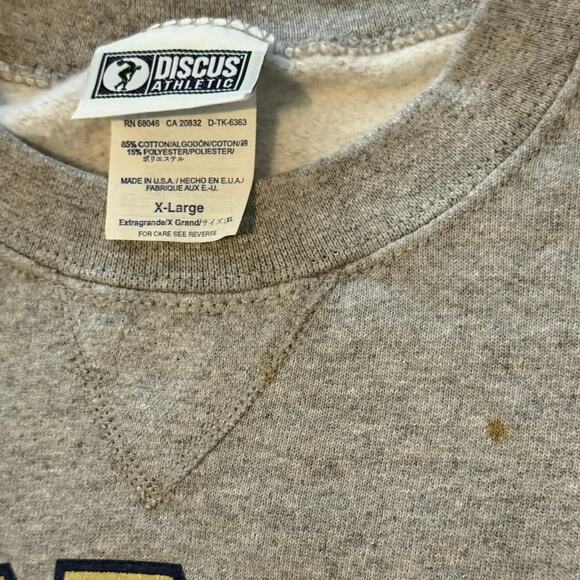 DISCUS
ATHLETIC
RN 68046 CA 20832 D-TK-6363
85% COTTON/ALGODÓN/COTON/綿
15% POLYESTER/POLIESTER/
ポリエステル
MADE IN U.S.A./ HECHO EN E.U.A./
FABRIQUE AUX E.-U.
X-Large
Extragrande/X Grand/サイズ:XL
FOR CARE SEE REVERSE